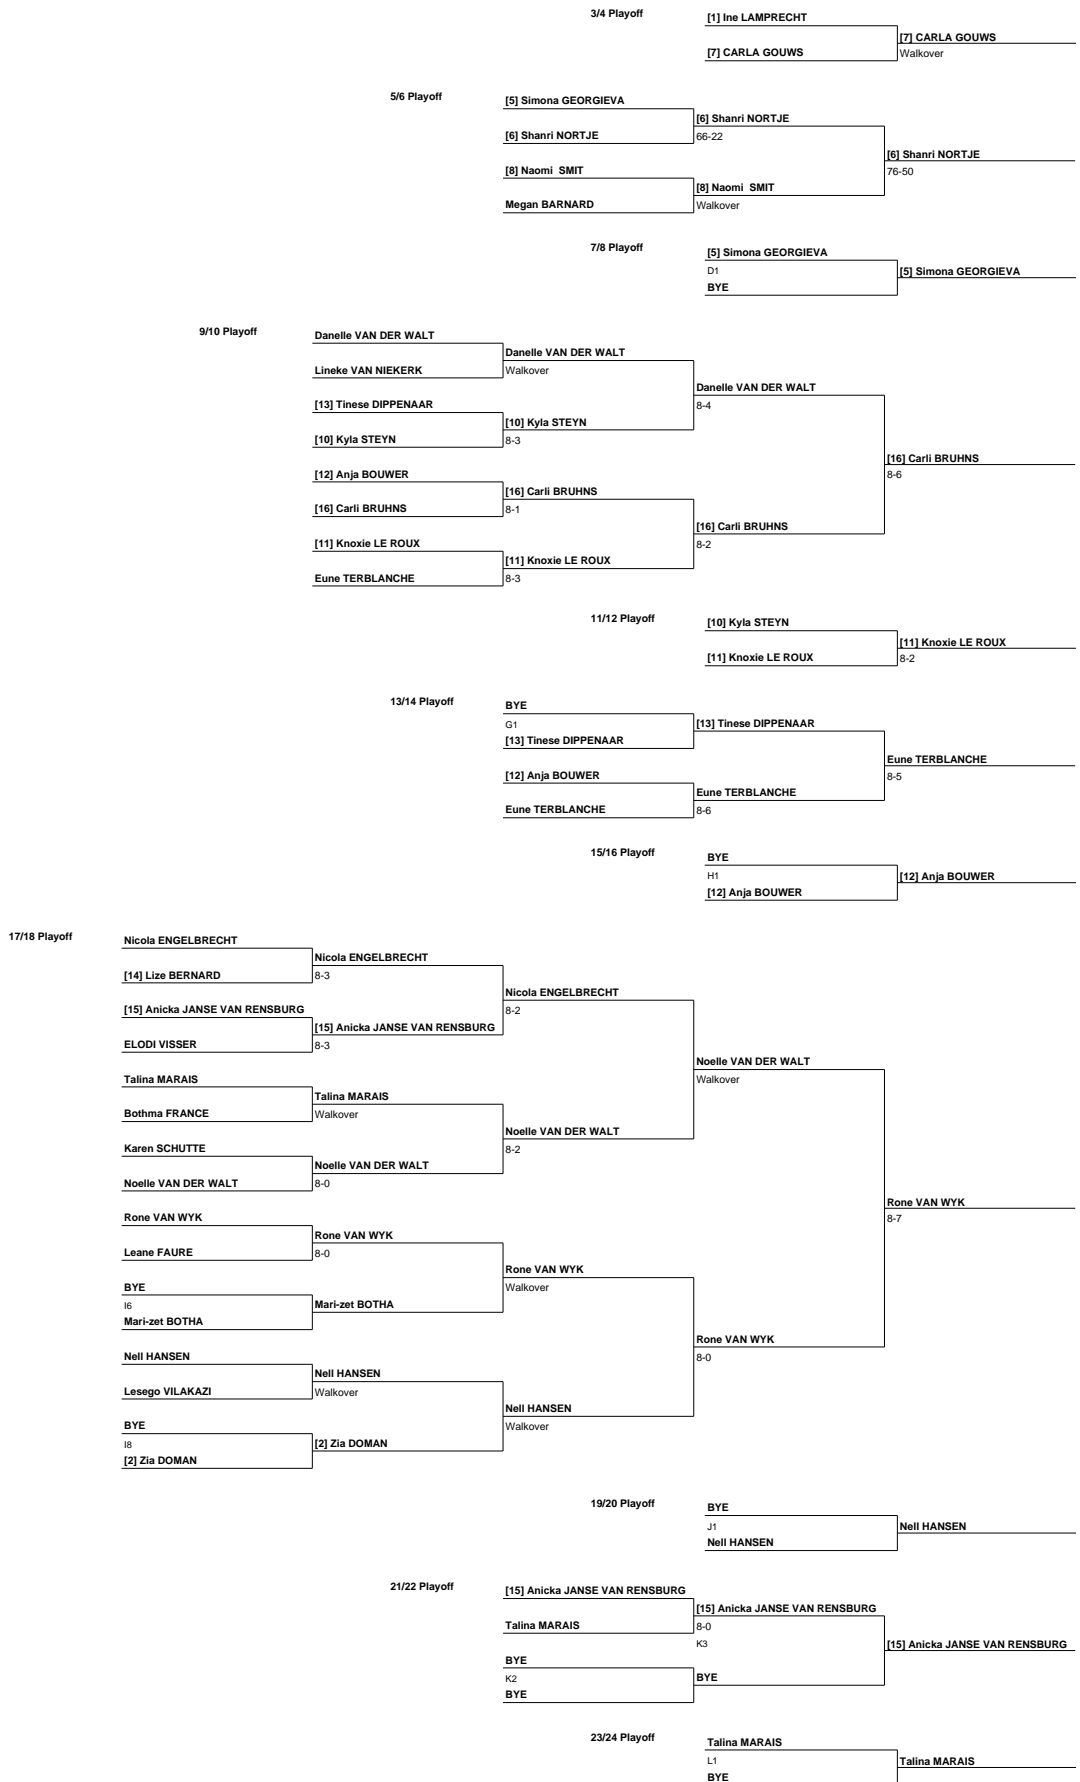 3/4 Playoff
[1] Ine LAMPRECHT
[7] CARLA GOUWS
[7] CARLA GOUWS
Walkover
5/6 Playoff
[5] Simona GEORGIEVA
[6] Shanri NORTJE
[6] Shanri NORTJE
66-22
[6] Shanri NORTJE
76-50
[8] Naomi  SMIT
[8] Naomi  SMIT
Megan BARNARD
Walkover
7/8 Playoff
[5] Simona GEORGIEVA
D1
[5] Simona GEORGIEVA
BYE
9/10 Playoff
Danelle VAN DER WALT
Danelle VAN DER WALT
Lineke VAN NIEKERK
Walkover
Danelle VAN DER WALT
8-4
[13] Tinese DIPPENAAR
[10] Kyla STEYN
[10] Kyla STEYN
8-3
[16] Carli BRUHNS
8-6
[12] Anja BOUWER
[16] Carli BRUHNS
[16] Carli BRUHNS
8-1
[16] Carli BRUHNS
8-2
[11] Knoxie LE ROUX
[11] Knoxie LE ROUX
Eune TERBLANCHE
8-3
11/12 Playoff
[10] Kyla STEYN
[11] Knoxie LE ROUX
[11] Knoxie LE ROUX
8-2
13/14 Playoff
BYE
G1
[13] Tinese DIPPENAAR
[13] Tinese DIPPENAAR
Eune TERBLANCHE
8-5
[12] Anja BOUWER
Eune TERBLANCHE
Eune TERBLANCHE
8-6
15/16 Playoff
BYE
H1
[12] Anja BOUWER
[12] Anja BOUWER
17/18 Playoff
Nicola ENGELBRECHT
Nicola ENGELBRECHT
[14] Lize BERNARD
8-3
Nicola ENGELBRECHT
8-2
[15] Anicka JANSE VAN RENSBURG
[15] Anicka JANSE VAN RENSBURG
ELODI VISSER
8-3
Noelle VAN DER WALT
Walkover
Talina MARAIS
Talina MARAIS
Bothma FRANCE
Walkover
Noelle VAN DER WALT
8-2
Karen SCHUTTE
Noelle VAN DER WALT
Noelle VAN DER WALT
8-0
Rone VAN WYK
8-7
Rone VAN WYK
Rone VAN WYK
Leane FAURE
8-0
Rone VAN WYK
Walkover
BYE
I6
Mari-zet BOTHA
Mari-zet BOTHA
Rone VAN WYK
8-0
Nell HANSEN
Nell HANSEN
Lesego VILAKAZI
Walkover
Nell HANSEN
Walkover
BYE
I8
[2] Zia DOMAN
[2] Zia DOMAN
19/20 Playoff
BYE
J1
Nell HANSEN
Nell HANSEN
21/22 Playoff
[15] Anicka JANSE VAN RENSBURG
[15] Anicka JANSE VAN RENSBURG
Talina MARAIS
8-0
K3
[15] Anicka JANSE VAN RENSBURG
BYE
K2
BYE
BYE
23/24 Playoff
Talina MARAIS
L1
Talina MARAIS
BYE